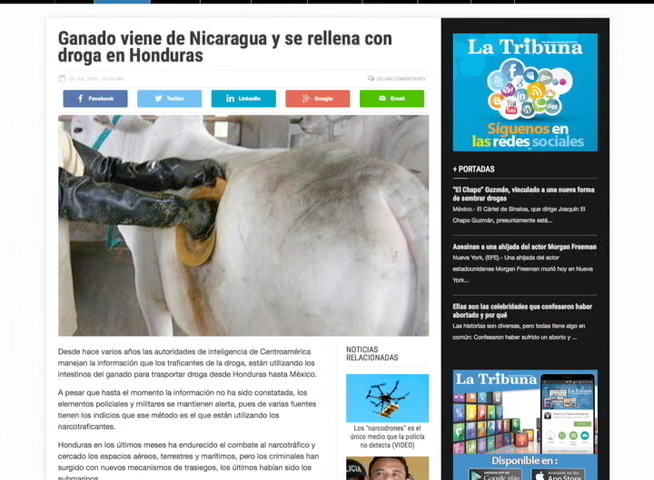 Ganado viene de Nicaragua y se rellena con
droga en Honduras
DEJAR COMENTARIO
Facebook
Twitter
LinkedIn
Google
Email
Desde hace varios años las autoridades de inteligencia de Centroamérica
manejan la información que los traficantes de la droga, están utilizando los
intestinos del ganado para trasportar droga desde Honduras hasta México.
A pesar que hasta el momento la información no ha sido constatada, los
elementos policiales y militares se mantienen alerta, pues de varias fuentes
tienen los indicios que ese método es el que están utilizando los
narcotraficantes.
Honduras en los últimos meses ha endurecido el combate al narcotráfico y
cercado los espacios aéreos, terrestres y marítimos, pero los criminales han
surgido con nuevos mecanismos de trasiegos, los últimos habían sido los
submarinos
NOTICIAS
RELACIONADAS
Los "narcodrones" es el
único medio que la policía
no detecta (VIDEO)
LICIA
La Tribuna
Síguenos en
las redes sociales
+ PORTADAS
"El Chapo" Guzmán, vinculado a una nueva forma
de sembrar drogas
México.- El Cártel de Sinaloa, que dirige Joaquín El
Chapo Guzmán, presuntamente está...
Asesinan a una ahijada del actor Morgan Freeman
Nueva York, (EFE).- Una ahijada del actor
estadounidense Morgan Freeman murió hoy en Nueva
York...
Ellas son las celebridades que confesaron haber
abortado y por qué
Las historias son diversas, pero todas tiene algo en
común: Confesaron haber sufrido un aborto y ...
La Tribuna
Disponible en :
Google play
App Store